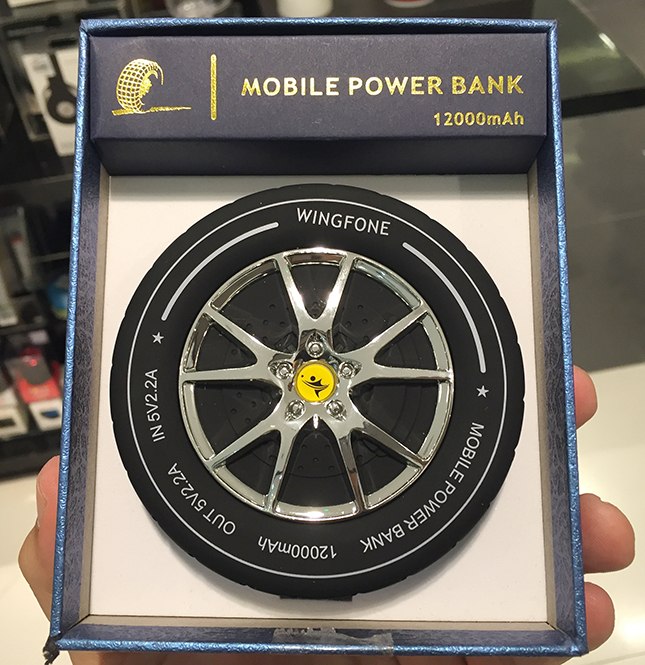 MOBILE POWER BANK
12000mAh
WINGFONE
MOBILE POWER BANK
12000mAh
OUT 5V2.2A
IN 5V2.2A